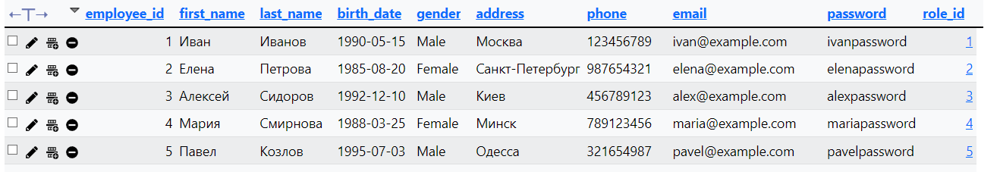 ←T→ employee_id first_name last_name birth_date gender address phone email password role_id
1 Иван Иванов 1990-05-15 Male Москва 123456789 ivan@example.com ivanpassword 1
2 Елена Петрова 1985-08-20 Female Санкт-Петербург 987654321 elena@example.com elenapassword 2
3 Алексей Сидоров 1992-12-10 Male Киев 456789123 alex@example.com alexpassword 3
4 Мария Смирнова 1988-03-25 Female Минск 789123456 maria@example.com mariapassword 4
5 Павел Козлов 1995-07-03 Male Одесса 321654987 pavel@example.com pavelpassword 5